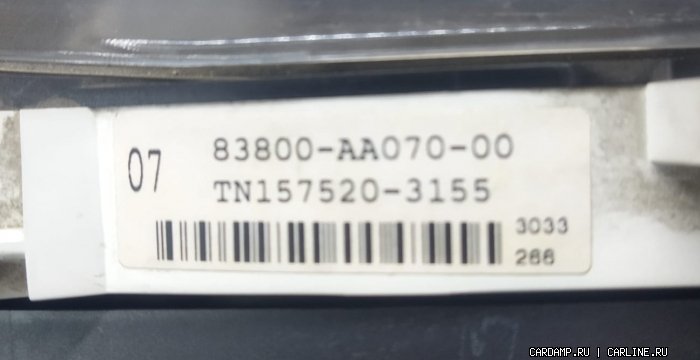 07
83800-AA070-00
TN157520-3155
3033
266
CARDAMP.RU | CARLINE.RU